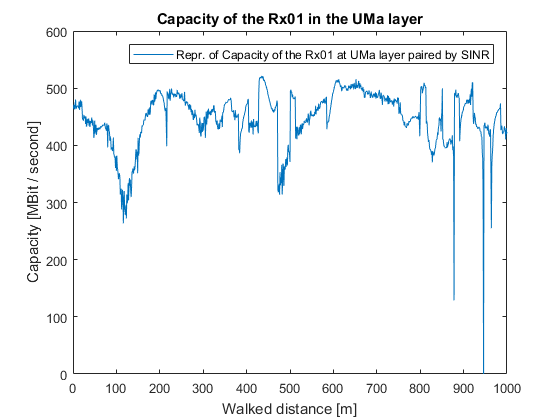 Capacity of the Rx01 in the UMa layer
Repr. of Capacity of the Rx01 at UMa layer paired by SINR
Capacity [MBit / second]
600
500
400
300
200
100
0
0 100 200 300 400 500 600 700 800 900 1000
Walked distance [m]